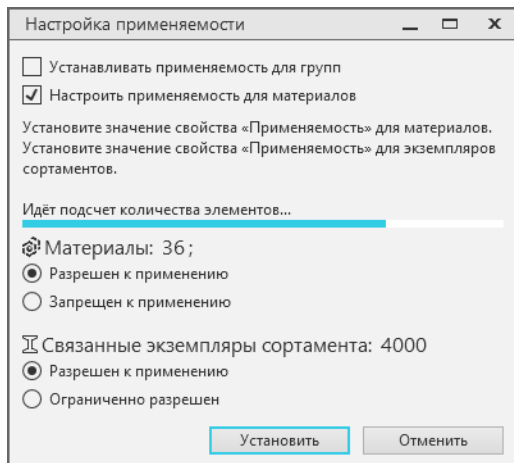 Настройка применяемости
Устанавливать применяемость для групп
Настроить применяемость для материалов
Установите значение свойства «Применяемость» для материалов.
Установите значение свойства «Применяемость» для экземпляров
сортаментов.
Идёт подсчет количества элементов...
Материалы: 36;
Разрешен к применению
Запрещен к применению
Связанные экземпляры сортамента: 4000
Разрешен к применению
Ограниченно разрешен
Установить Отменить